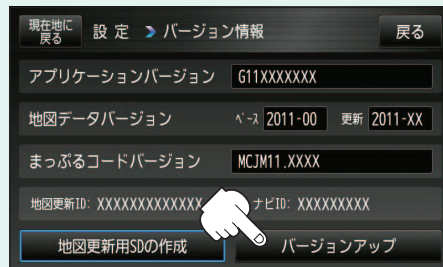 現在地に
戻る
設定 バージョン情報
戻る
アプリケーションバージョン G11XXXXXXX
地図データバージョン ベース 2011-00 更新 2011-XX
まっぷるコードバージョン MCJM11.XXXX
地図更新ID: XXXXXXXXXXXXX ナビID: XXXXXXXXX
地図更新用SDの作成 バージョンアップ